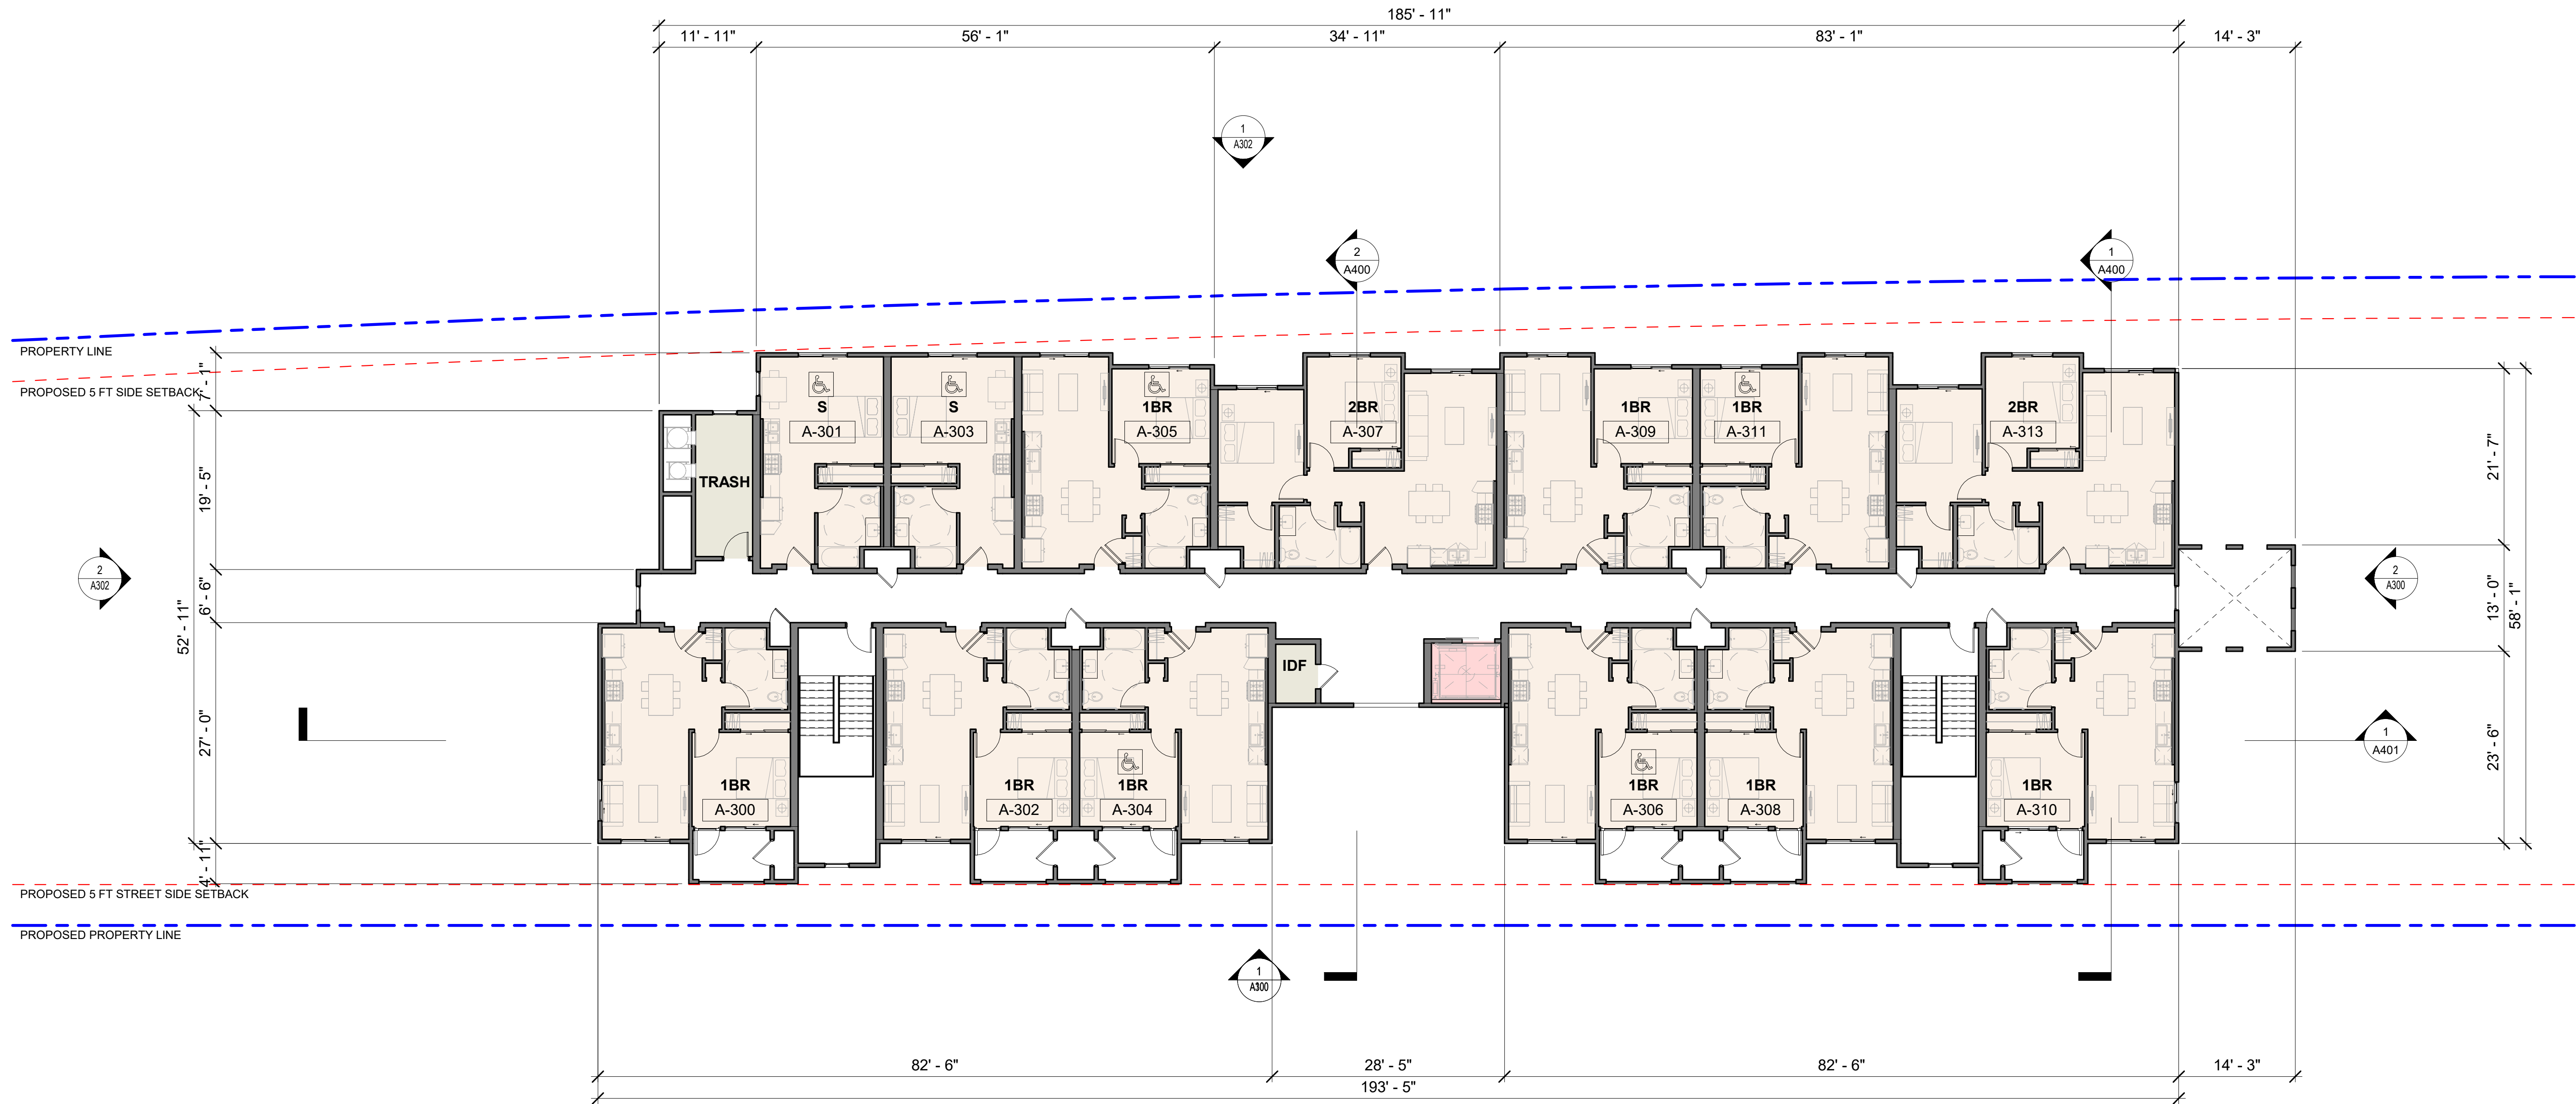 185' - 11"
11' - 11"
56' - 1"
34' - 11"
83' - 1"
14' - 3"
1
A302
2
A400
1
A400
PROPERTY LINE
PROPOSED 5 FT SIDE SETBACK
7' - 1"
19' - 5"
6' - 6"
52' - 11"
27' - 0"
4' - 11"
21' - 7"
13' - 0"
58' - 1"
23' - 6"
S
A-301
S
A-303
1BR
A-305
2BR
A-307
1BR
A-309
1BR
A-311
2BR
A-313
TRASH
2
A302
2
A300
IDF
1
A401
1BR
A-300
1BR
A-302
1BR
A-304
1BR
A-306
1BR
A-308
1BR
A-310
PROPOSED 5 FT STREET SIDE SETBACK
PROPOSED PROPERTY LINE
1
A300
82' - 6"
28' - 5"
82' - 6"
14' - 3"
193' - 5"